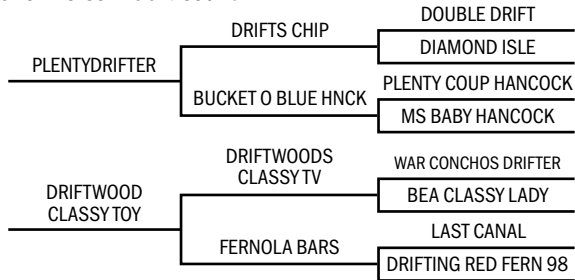 DOUBLE DRIFT
DRIFTS CHIP
DIAMOND ISLE
PLENTYDRIFTER
PLENTY COUP HANCOCK
BUCKET O BLUE HNCK
MS BABY HANCOCK
DRIFTWOODS
CLASSY TV
WAR CONCHOS DRIFTER
BEA CLASSY LADY
DRIFTWOOD
CLASSY TOY
LAST CANAL
FERNOLA BARS
DRIFTING RED FERN 98